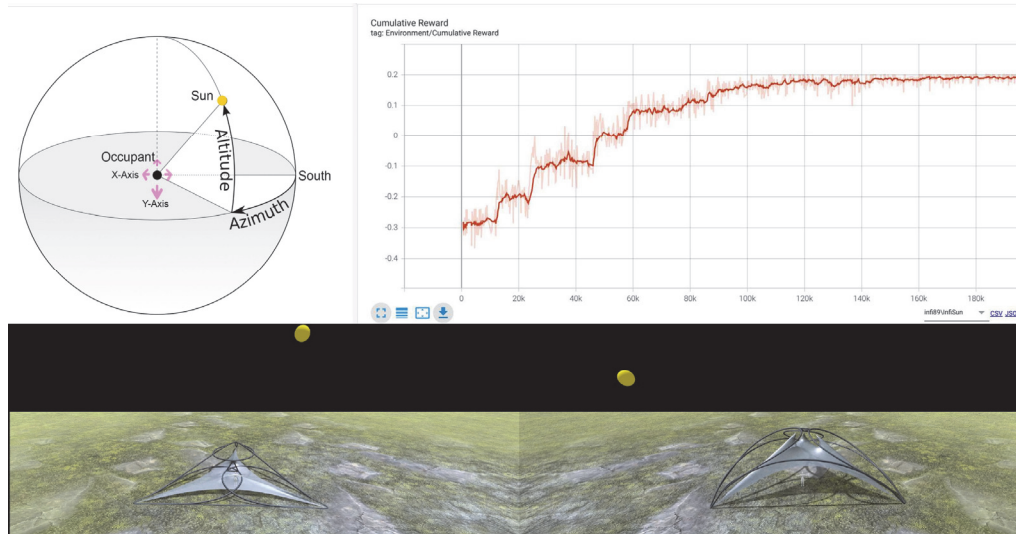 Sun
Altitude
Occupant
X-Axis
South
Y-Axis
Azimuth
Cumulative Reward
tag: Environment/Cumulative Reward
0.2
0.1
0
-0.1
-0.2
-0.3
-0.4
0 20k 40k 60k 80k 100k 120k 140k 160k 180k
infi89\InfiSun CSV JSO